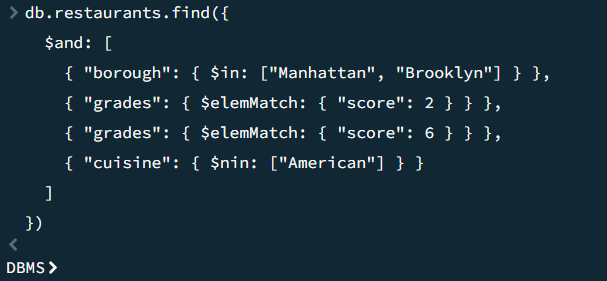 > db.restaurants.find({
$and: [
{ "borough": { $in: ["Manhattan", "Brooklyn"] } },
{ "grades": { $elemMatch: { "score": 2 } } },
{ "grades": { $elemMatch: { "score": 6 } } },
{ "cuisine": { $nin: ["American"] } }
]
})
<
DBMS>